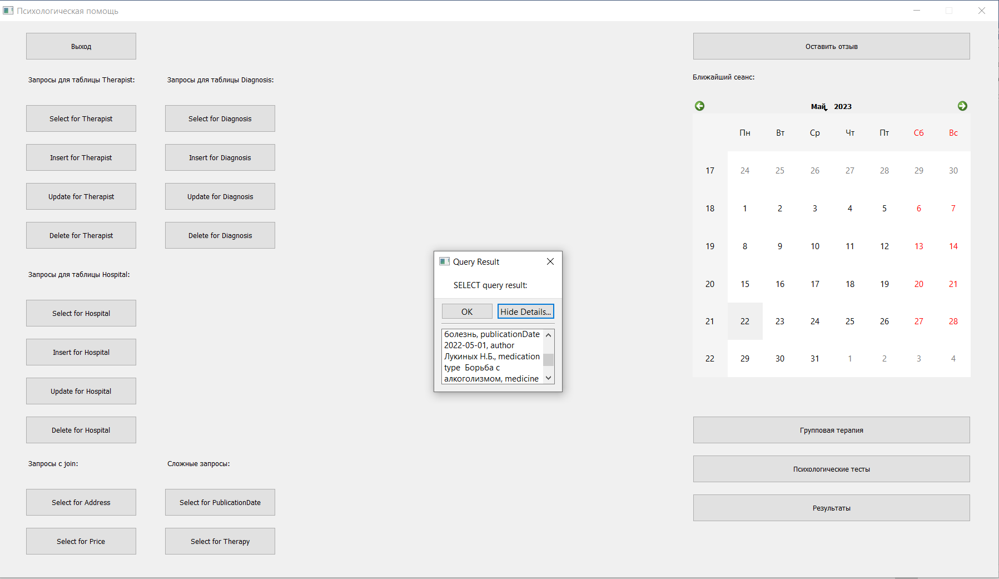 Психологическая помощь
Выход
Оставить отзыв
Запросы для таблицы Therapist:
Запросы для таблицы Diagnosis:
Ближайший сеанс:
Select for Therapist
Select for Diagnosis
Insert for Therapist
Insert for Diagnosis
Update for Therapist
Update for Diagnosis
Delete for Therapist
Delete for Diagnosis
Запросы для таблицы Hospital:
Select for Hospital
Insert for Hospital
Update for Hospital
Delete for Hospital
Запросы с join:
Сложные запросы:
Select for Address
Select for PublicationDate
Select for Price
Select for Therapy
Query Result
SELECT query result:
OK
Hide Details...
болезнь, publicationDate
2022-05-01, author
Лукиных Н.Б., medication
type Борьба с
алкоголизмом, medicine
Май 2023
Пн Вт Ср Чт Пт Сб Вс
17 24 25 26 27 28 29 30
18 1 2 3 4 5 6 7
19 8 9 10 11 12 13 14
20 15 16 17 18 19 20 21
21 22 23 24 25 26 27 28
22 29 30 31 1 2 3 4
Групповая терапия
Психологические тесты
Результаты